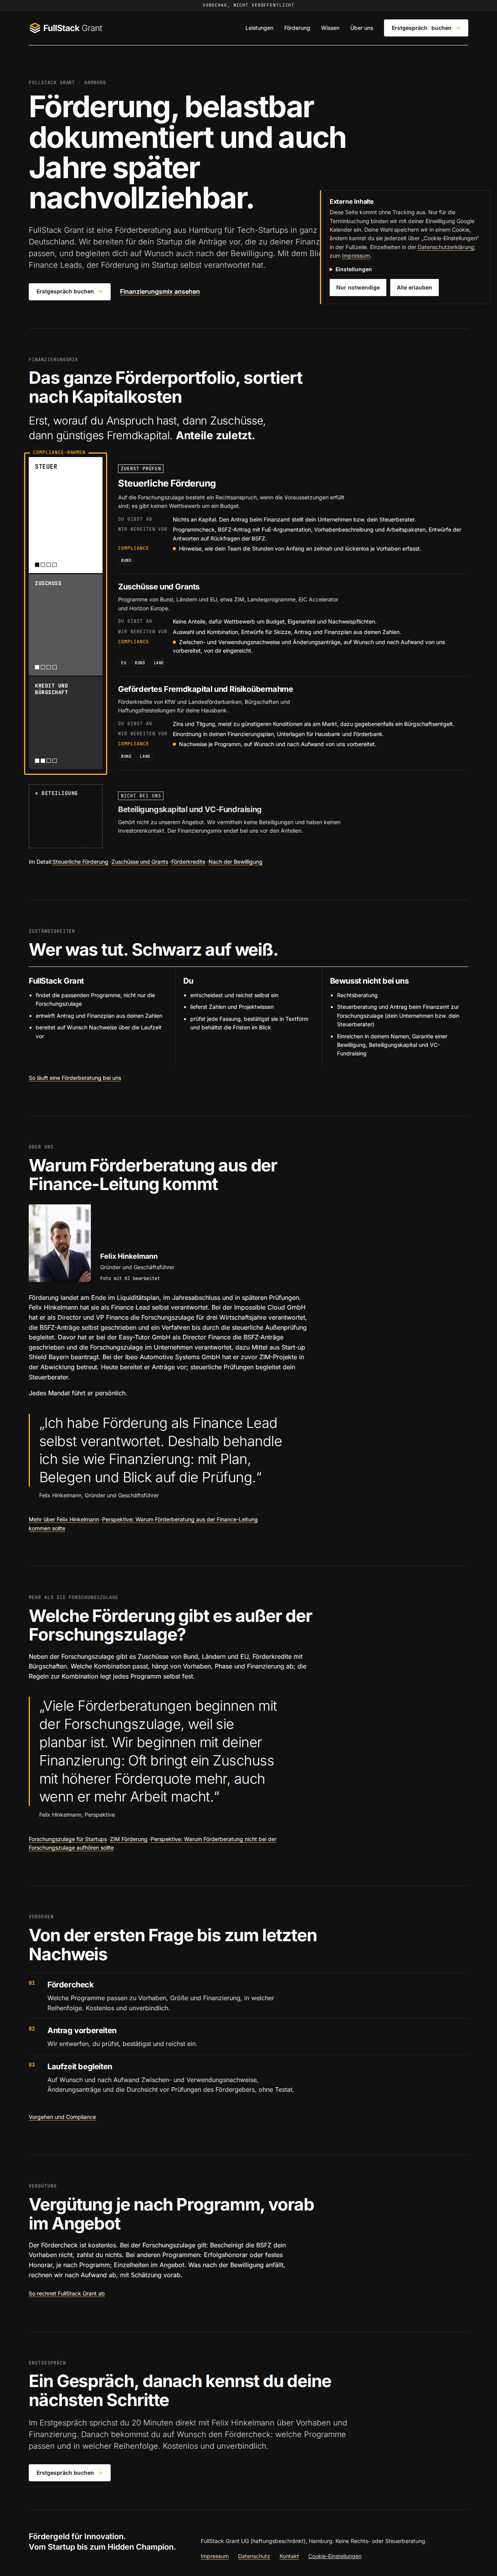 VORSCHAU, NICHT VERÖFFENTLICHT
FullStack Grant
Leistungen
Förderung
Wissen
Über uns
Erstgespräch buchen →
FULLSTACK GRANT · HAMBURG
Förderung, belastbar
dokumentiert und auch
Jahre später
nachvollziehbar.
FullStack Grant ist eine Förderberatung aus Hamburg für Tech-Startups in ganz
Deutschland. Wir bereiten für dein Startup die Anträge vor, die zu deiner Finanz
passen, und begleiten dich auf Wunsch auch nach der Bewilligung. Mit dem Blic
Finance Leads, der Förderung im Startup selbst verantwortet hat.
Erstgespräch buchen →
Finanzierungsmix ansehen
Externe Inhalte
Diese Seite kommt ohne Tracking aus. Nur für die
Terminbuchung binden wir mit deiner Einwilligung Google
Kalender ein. Deine Wahl speichern wir in einem Cookie,
ändern kannst du sie jederzeit über „Cookie-Einstellungen“
in der Fußzeile. Einzelheiten in der Datenschutzerklärung;
zum Impressum.
▸ Einstellungen
Nur notwendige
Alle erlauben
FINANZIERUNGSMIX
Das ganze Förderportfolio, sortiert
nach Kapitalkosten
Erst, worauf du Anspruch hast, dann Zuschüsse,
dann günstiges Fremdkapital. Anteile zuletzt.
COMPLIANCE-RAHMEN
STEUER
ZUERST PRÜFEN
Steuerliche Förderung
Auf die Forschungszulage besteht ein Rechtsanspruch, wenn die Voraussetzungen erfüllt
sind; es gibt keinen Wettbewerb um ein Budget.
DU GIBST AB
Nichts an Kapital. Den Antrag beim Finanzamt stellt dein Unternehmen bzw. dein Steuerberater.
WIR BEREITEN VOR
Programmcheck, BSFZ-Antrag mit FuE-Argumentation, Vorhabenbeschreibung und Arbeitspaketen, Entwürfe der
Antworten auf Rückfragen der BSFZ.
COMPLIANCE
Hinweise, wie dein Team die Stunden von Anfang an zeitnah und lückenlos je Vorhaben erfasst.
BUND
ZUSCHUSS
Zuschüsse und Grants
Programme von Bund, Ländern und EU, etwa ZIM, Landesprogramme, EIC Accelerator
und Horizon Europe.
DU GIBST AB
Keine Anteile, dafür Wettbewerb um Budget, Eigenanteil und Nachweispflichten.
WIR BEREITEN VOR
Auswahl und Kombination, Entwürfe für Skizze, Antrag und Finanzplan aus deinen Zahlen.
COMPLIANCE
Zwischen- und Verwendungsnachweise und Änderungsanträge, auf Wunsch und nach Aufwand von uns
vorbereitet, von dir eingereicht.
EU
BUND
LAND
KREDIT UND
BÜRGSCHAFT
Gefördertes Fremdkapital und Risikoübernahme
Förderkredite von KfW und Landesförderbanken, Bürgschaften und
Haftungsfreistellungen für deine Hausbank.
DU GIBST AB
Zins und Tilgung, meist zu günstigeren Konditionen als am Markt, dazu gegebenenfalls ein Bürgschaftsentgelt.
WIR BEREITEN VOR
Einordnung in deinen Finanzierungsplan, Unterlagen für Hausbank und Förderbank.
COMPLIANCE
Nachweise je Programm, auf Wunsch und nach Aufwand von uns vorbereitet.
BUND
LAND
× BETEILIGUNG
NICHT BEI UNS
Beteiligungskapital und VC-Fundraising
Gehört nicht zu unserem Angebot. Wir vermitteln keine Beteiligungen und haben keinen
Investorenkontakt. Der Finanzierungsmix endet bei uns vor den Anteilen.
Im Detail: Steuerliche Förderung · Zuschüsse und Grants · Förderkredite · Nach der Bewilligung
ZUSTÄNDIGKEITEN
Wer was tut. Schwarz auf weiß.
FullStack Grant
• findet die passenden Programme, nicht nur die
Forschungszulage
• entwirft Antrag und Finanzplan aus deinen Zahlen
• bereitet auf Wunsch Nachweise über die Laufzeit
vor
Du
• entscheidest und reichst selbst ein
• lieferst Zahlen und Projektwissen
• prüfst jede Fassung, bestätigst sie in Textform
und behältst die Fristen im Blick
Bewusst nicht bei uns
• Rechtsberatung
• Steuerberatung und Antrag beim Finanzamt zur
Forschungszulage (dein Unternehmen bzw. dein
Steuerberater)
• Einreichen in deinem Namen, Garantie einer
Bewilligung, Beteiligungskapital und VC-
Fundraising
So läuft eine Förderberatung bei uns
ÜBER UNS
Warum Förderberatung aus der
Finance-Leitung kommt
Felix Hinkelmann
Gründer und Geschäftsführer
Foto mit KI bearbeitet
Förderung landet am Ende im Liquiditätsplan, im Jahresabschluss und in späteren Prüfungen.
Felix Hinkelmann hat sie als Finance Lead selbst verantwortet. Bei der Impossible Cloud GmbH
hat er als Director und VP Finance die Forschungszulage für drei Wirtschaftsjahre verantwortet,
die BSFZ-Anträge selbst geschrieben und ein Verfahren bis durch die steuerliche Außenprüfung
begleitet. Davor hat er bei der Easy-Tutor GmbH als Director Finance die BSFZ-Anträge
geschrieben und die Forschungszulage im Unternehmen verantwortet, dazu Mittel aus Start-up
Shield Bayern beantragt. Bei der Ibeo Automotive Systems GmbH hat er zuvor ZIM-Projekte in
der Abwicklung betreut. Heute bereitet er Anträge vor; steuerliche Prüfungen begleitet dein
Steuerberater.
Jedes Mandat führt er persönlich.
„Ich habe Förderung als Finance Lead
selbst verantwortet. Deshalb behandle
ich sie wie Finanzierung: mit Plan,
Belegen und Blick auf die Prüfung.“
Felix Hinkelmann, Gründer und Geschäftsführer
Mehr über Felix Hinkelmann · Perspektive: Warum Förderberatung aus der Finance-Leitung
kommen sollte
MEHR ALS DIE FORSCHUNGSZULAGE
Welche Förderung gibt es außer der
Forschungszulage?
Neben der Forschungszulage gibt es Zuschüsse von Bund, Ländern und EU, Förderkredite und
Bürgschaften. Welche Kombination passt, hängt von Vorhaben, Phase und Finanzierung ab; die
Regeln zur Kombination legt jedes Programm selbst fest.
„Viele Förderberatungen beginnen mit
der Forschungszulage, weil sie
planbar ist. Wir beginnen mit deiner
Finanzierung: Oft bringt ein Zuschuss
mit höherer Förderquote mehr, auch
wenn er mehr Arbeit macht.“
Felix Hinkelmann, Perspektive
Forschungszulage für Startups · ZIM Förderung · Perspektive: Warum Förderberatung nicht bei der
Forschungszulage aufhören sollte
VORGEHEN
Von der ersten Frage bis zum letzten
Nachweis
01
Fördercheck
Welche Programme passen zu Vorhaben, Größe und Finanzierung, in welcher
Reihenfolge. Kostenlos und unverbindlich.
02
Antrag vorbereiten
Wir entwerfen, du prüfst, bestätigst und reichst ein.
03
Laufzeit begleiten
Auf Wunsch und nach Aufwand Zwischen- und Verwendungsnachweise,
Änderungsanträge und die Durchsicht vor Prüfungen des Fördergebers, ohne Testat.
Vorgehen und Compliance
VERGÜTUNG
Vergütung je nach Programm, vorab
im Angebot
Der Fördercheck ist kostenlos. Bei der Forschungszulage gilt: Bescheinigt die BSFZ dein
Vorhaben nicht, zahlst du nichts. Bei anderen Programmen: Erfolgshonorar oder festes
Honorar, je nach Programm; Einzelheiten im Angebot. Was nach der Bewilligung anfällt,
rechnen wir nach Aufwand ab, mit Schätzung vorab.
So rechnet FullStack Grant ab
ERSTGESPRÄCH
Ein Gespräch, danach kennst du deine
nächsten Schritte
Im Erstgespräch sprichst du 20 Minuten direkt mit Felix Hinkelmann über Vorhaben und
Finanzierung. Danach bekommst du auf Wunsch den Fördercheck: welche Programme
passen und in welcher Reihenfolge. Kostenlos und unverbindlich.
Erstgespräch buchen →
Fördergeld für Innovation.
Vom Startup bis zum Hidden Champion.
FullStack Grant UG (haftungsbeschränkt), Hamburg. Keine Rechts- oder Steuerberatung.
Impressum
Datenschutz
Kontakt
Cookie-Einstellungen